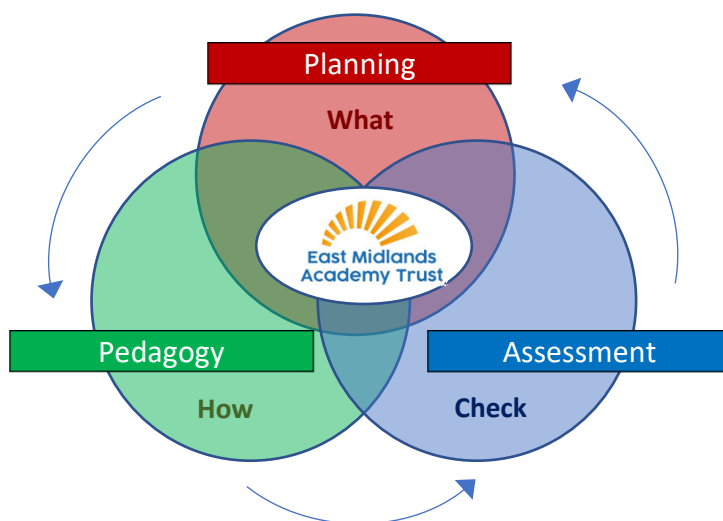 Planning
What
East Midlands
Academy Trust
Pedagogy
Assessment
How
Check